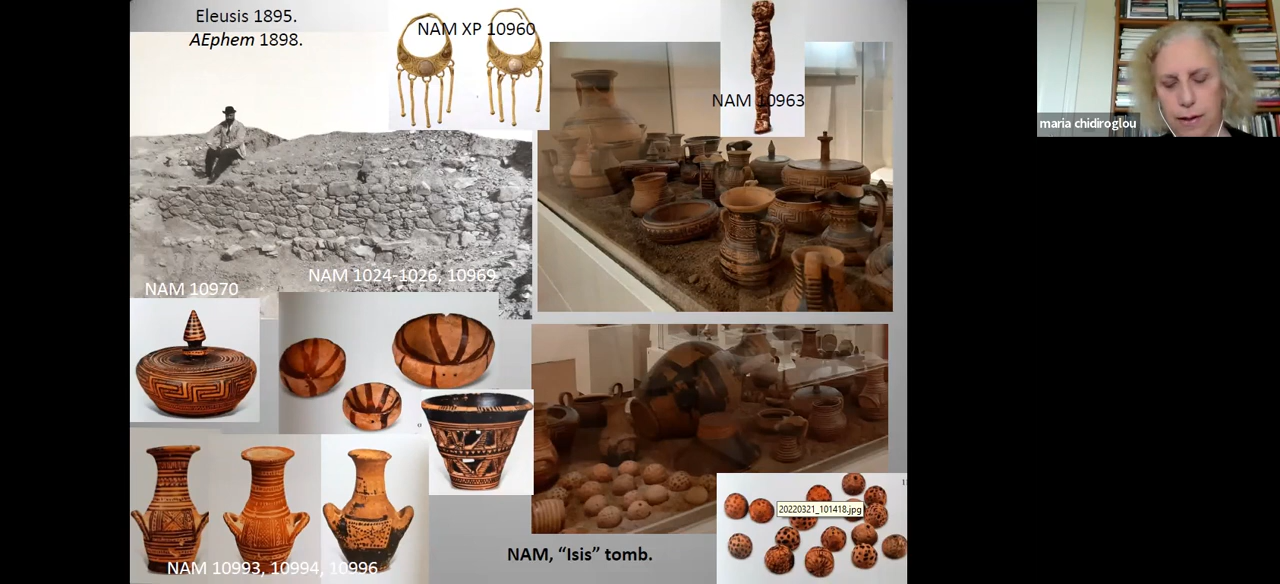 Eleusis 1895.
AEphem 1898.
NAM XP 10960
NAM 10963
maria chidiroglou
NAM 1024-1026, 10969
NAM 10970
20220321_101418.jpg
NAM, “Isis” tomb.
NAM 10993, 10994, 10996